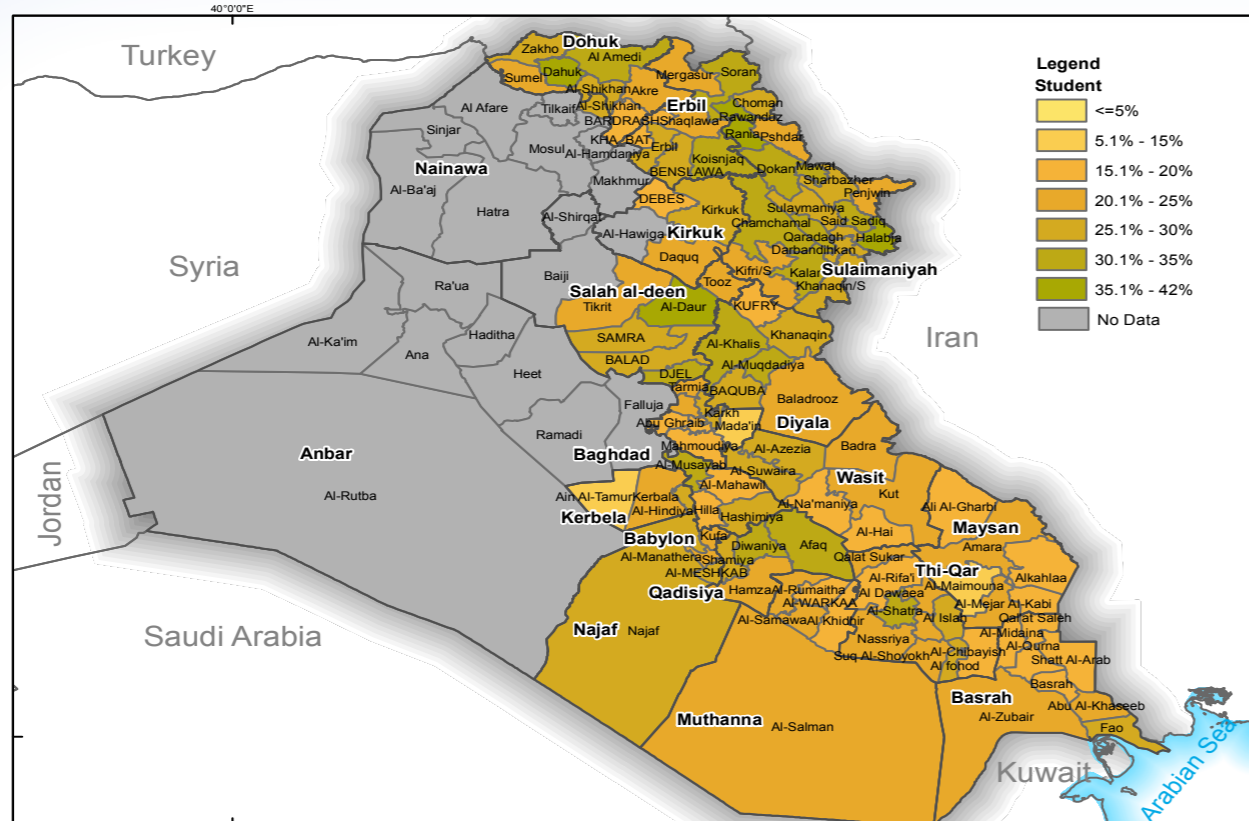 40°0'0"E
Turkey
Syria
Jordan
Saudi Arabia
Iran
Kuwait
Arabian Sea
Legend
Student
<=5%
5.1% - 15%
15.1% - 20%
20.1% - 25%
25.1% - 30%
30.1% - 35%
35.1% - 42%
No Data
Dohuk
Zakho
Al Amedi
Sumel
Dahuk
Mergasur
Soran
Al-Shikhan
Akre
Al-Shikhan
Erbil
Choman
Rawanduz
BARDRASH
Shaqlawa
Rania
Pshdar
Al Afare
Tilkaif
KHA_BAT
Sinjar
Mosul
Al-Hamdaniya
Erbil
Koisnjaq
Nainawa
BENSLAWA
Dokan
Mawat
Sharbazher
Al-Ba'aj
Makhmur
Penjwin
Hatra
DEBES
Kirkuk
Sulaymaniya
Al-Shirqat
Chamchamal
Said Sadiq
Al-Hawiga
Kirkuk
Qaradagh
Halabja
Darbandihkan
Daquq
Baiji
Kifri/S
Kalar
Sulaimaniyah
Ra'ua
Salah al-deen
Tooz
Khanaqin/S
Tikrit
Al-Daur
KUFRY
Haditha
Khanaqin
Al-Ka'im
SAMRA
Al-Khalis
Ana
BALAD
Al-Muqdadiya
Heet
DJEL
Tarmia
BAQUBA
Baladrooz
Falluja
Karkh
Abu Ghraib
Mada'in
Diyala
Ramadi
Mahmoudiya
Badra
Baghdad
Al-Azezia
Anbar
Al-Musayab
Al-Suwaira
Wasit
Al-Rutba
Al-Mahawil
Ain Al-Tamur
Kerbala
Kut
Al-Hindiya
Hilla
Al-Na'maniya
Ali Al-Gharbi
Kerbela
Hashimiya
Maysan
Babylon
Kufa
Al-Hai
Diwaniya
Afaq
Amara
Al-Manathera
Shamiya
Qalat Sukar
Al-MESHKAB
Thi-Qar
Al-Rifa'i
Alkahlaa
Qadisiya
Hamza
Al-Rumaitha
Al-Maimouna
Al Dawaea
Al-WARKAA
Al-Mejar Al-Kabi
Al-Shatra
Najaf
Najaf
Al-Samawa
Al Khidhir
Al Islah
Qal'at Saleh
Al-Midaina
Nassriya
Al-Qurna
Al-Chibayish
Suq Al-Shoyokh
Shatt Al-Arab
Al fohod
Basrah
Basrah
Abu Al-Khaseeb
Muthanna
Al-Zubair
Al-Salman
Fao